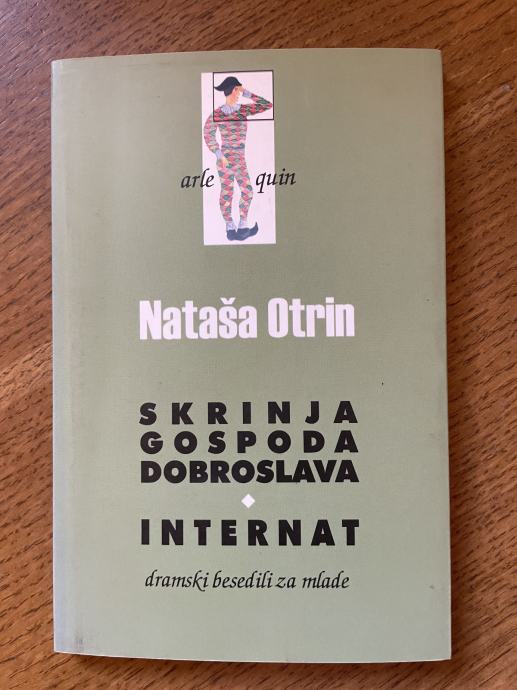 arle quin
Nataša Otrin
SKRINJA
GOSPODA
DOBROSLAVA
INTERNAT
dramski besedili za mlade